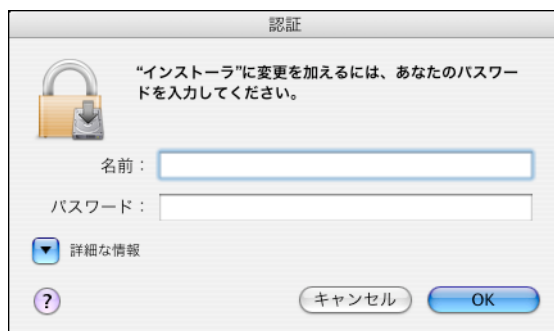 認証
“インストーラ”に変更を加えるには、あなたのパスワー
ドを入力してください。
名前：
パスワード：
詳細な情報
?
キャンセル
OK